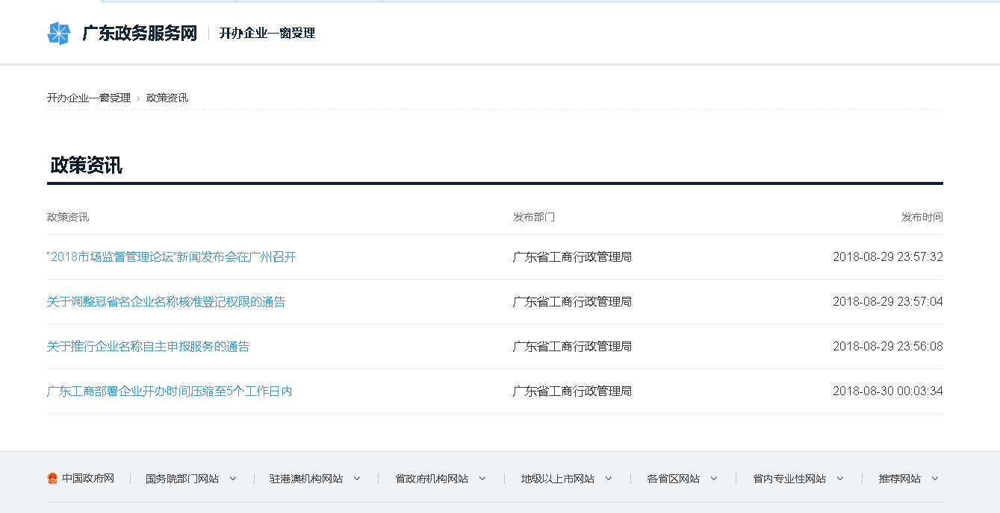 广东政务服务网 开办企业一窗受理
开办企业一窗受理 › 政策资讯
政策资讯
政策资讯 发布部门 发布时间
"2018市场监督管理论坛"新闻发布会在广州召开 广东省工商行政管理局 2018-08-29 23:57:32
关于调整冠省名企业名称核准登记权限的通告 广东省工商行政管理局 2018-08-29 23:57:04
关于推行企业名称自主申报服务的通告 广东省工商行政管理局 2018-08-29 23:56:08
广东工商部署企业开办时间压缩至5个工作日内 广东省工商行政管理局 2018-08-30 00:03:34
中国政府网 国务院部门网站 驻港澳机构网站 省政府机构网站 地级以上市网站 各省区网站 省内专业性网站 推荐网站